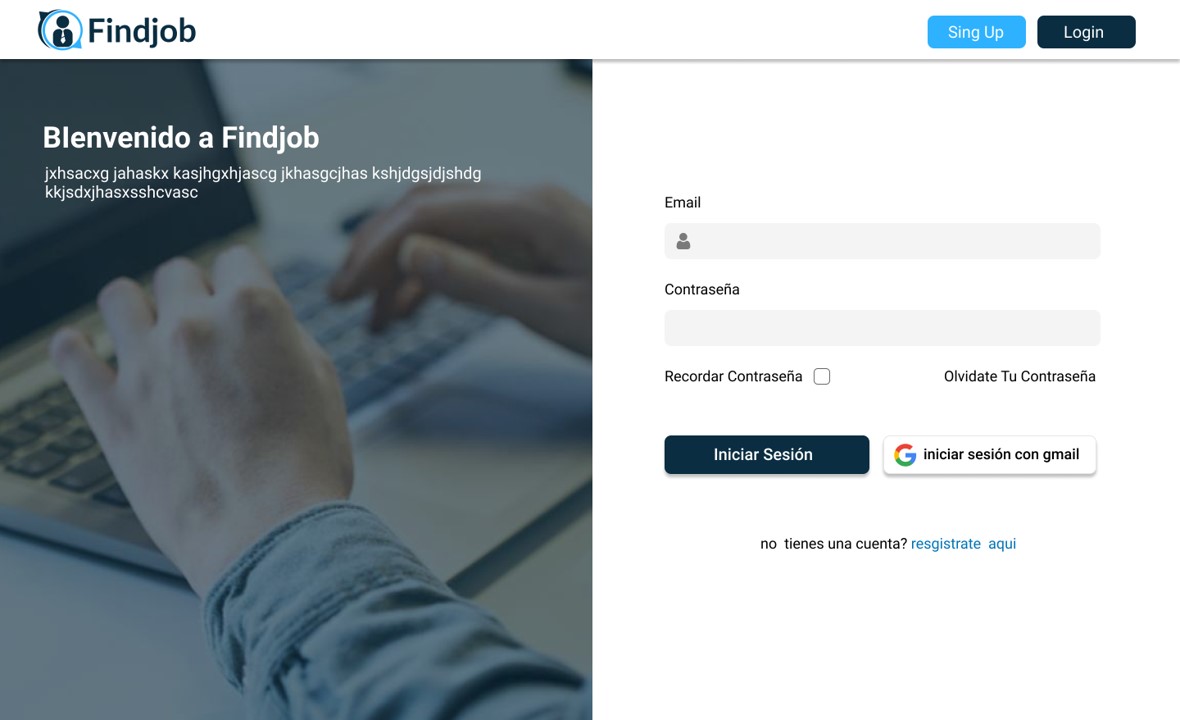 Findjob
Sing Up
Login
BIenvenido a Findjob
jxhsacxg jahaskx kasjhgxhjascg jkhasgcjhas kshjdgsjdjshdg
kkjsdxjhasxsshcvasc
Email
Contraseña
Recordar Contraseña
Olvidate Tu Contraseña
Iniciar Sesión
iniciar sesión con gmail
no tienes una cuenta? resgistrate aqui